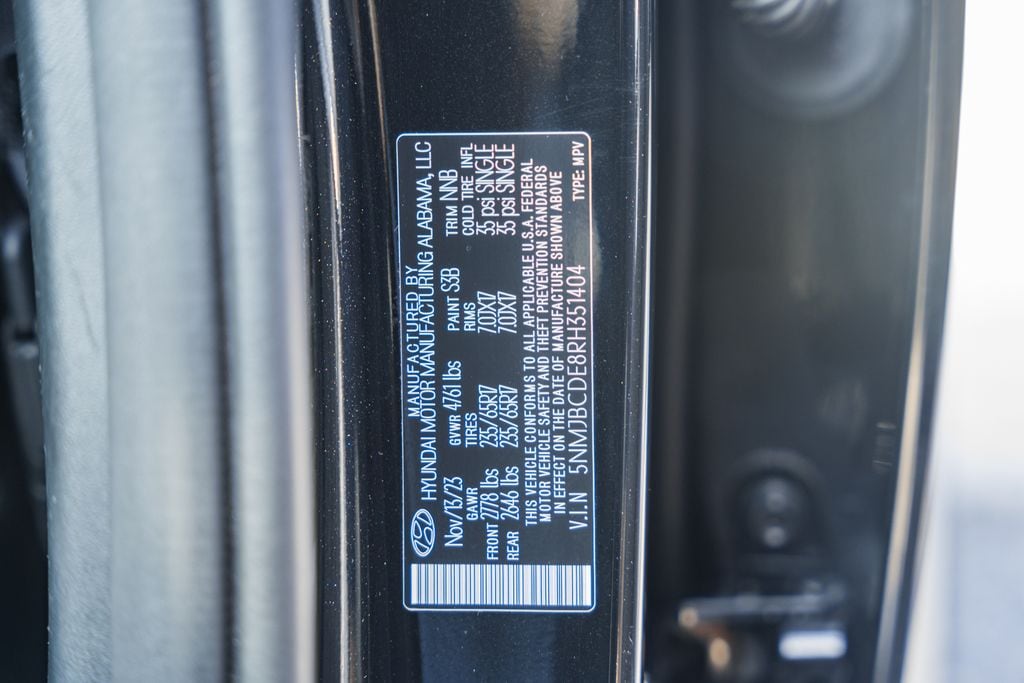 MANUFACTURED BY
HYUNDAI MOTOR MANUFACTURING ALABAMA, LLC
Nov/13/23 GVWR 4761 lbs PAINT S3B TRIM NNB
GAWR TIRES RIMS COLD TIRE INFL
FRONT 2778 lbs 235/65R17 7.0JX17 35 psi SINGLE
REAR 2646 lbs 235/65R17 7.0JX17 35 psi SINGLE
THIS VEHICLE CONFORMS TO ALL APPLICABLE U.S.A. FEDERAL
MOTOR VEHICLE SAFETY AND THEFT PREVENTION STANDARDS
IN EFFECT ON THE DATE OF MANUFACTURE SHOWN ABOVE
V.I.N 5NMJBCDE8RH351404 TYPE: MPV